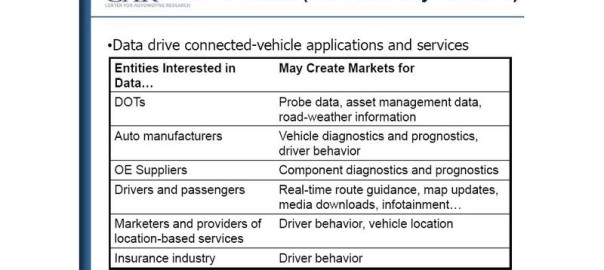 CENTER FOR AUTOMOTIVE RESEARCH
•Data drive connected-vehicle applications and services
Entities Interested in Data…
May Create Markets for
DOTs
Probe data, asset management data,
road-weather information
Auto manufacturers
Vehicle diagnostics and prognostics,
driver behavior
OE Suppliers
Component diagnostics and prognostics
Drivers and passengers
Real-time route guidance, map updates,
media downloads, infotainment…
Marketers and providers of
location-based services
Driver behavior, vehicle location
Insurance industry
Driver behavior